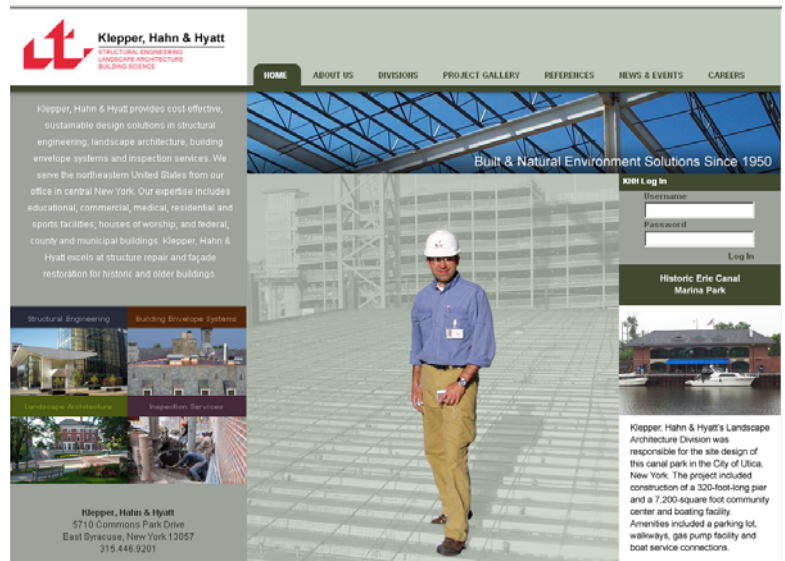 Klepper, Hahn & Hyatt
STRUCTURAL ENGINEERING
LANDSCAPE ARCHITECTURE
BUILDING SCIENCE
HOME
ABOUT US
DIVISIONS
PROJECT GALLERY
REFERENCES
NEWS & EVENTS
CAREERS
Klepper, Hahn & Hyatt provides cost-effective,
sustainable design solutions in structural
engineering, landscape architecture, building
envelope systems and inspection services. We
serve the northeastern United States from our
office in central New York. Our expertise includes
educational, commercial, medical, residential and
sports facilities; houses of worship; and federal,
county and municipal buildings. Klepper, Hahn &
Hyatt excels at structure repair and façade
restoration for historic and older buildings.
Structural Engineering
Building Envelope Systems
Landscape Architecture
Inspection Services
Klepper, Hahn & Hyatt
5710 Commons Park Drive
East Syracuse, New York 13057
315.446.9201
Built & Natural Environment Solutions Since 1950
KHH Log In
Username
Password
Log In
Historic Erie Canal
Marina Park
Klepper, Hahn & Hyatt's Landscape
Architecture Division was
responsible for the site design of
this canal park in the City of Utica,
New York. The project included
construction of a 320-foot-long pier
and a 7,200-square foot community
center and boating facility.
Amenities included a parking lot,
walkways, gas pump facility and
boat service connections.